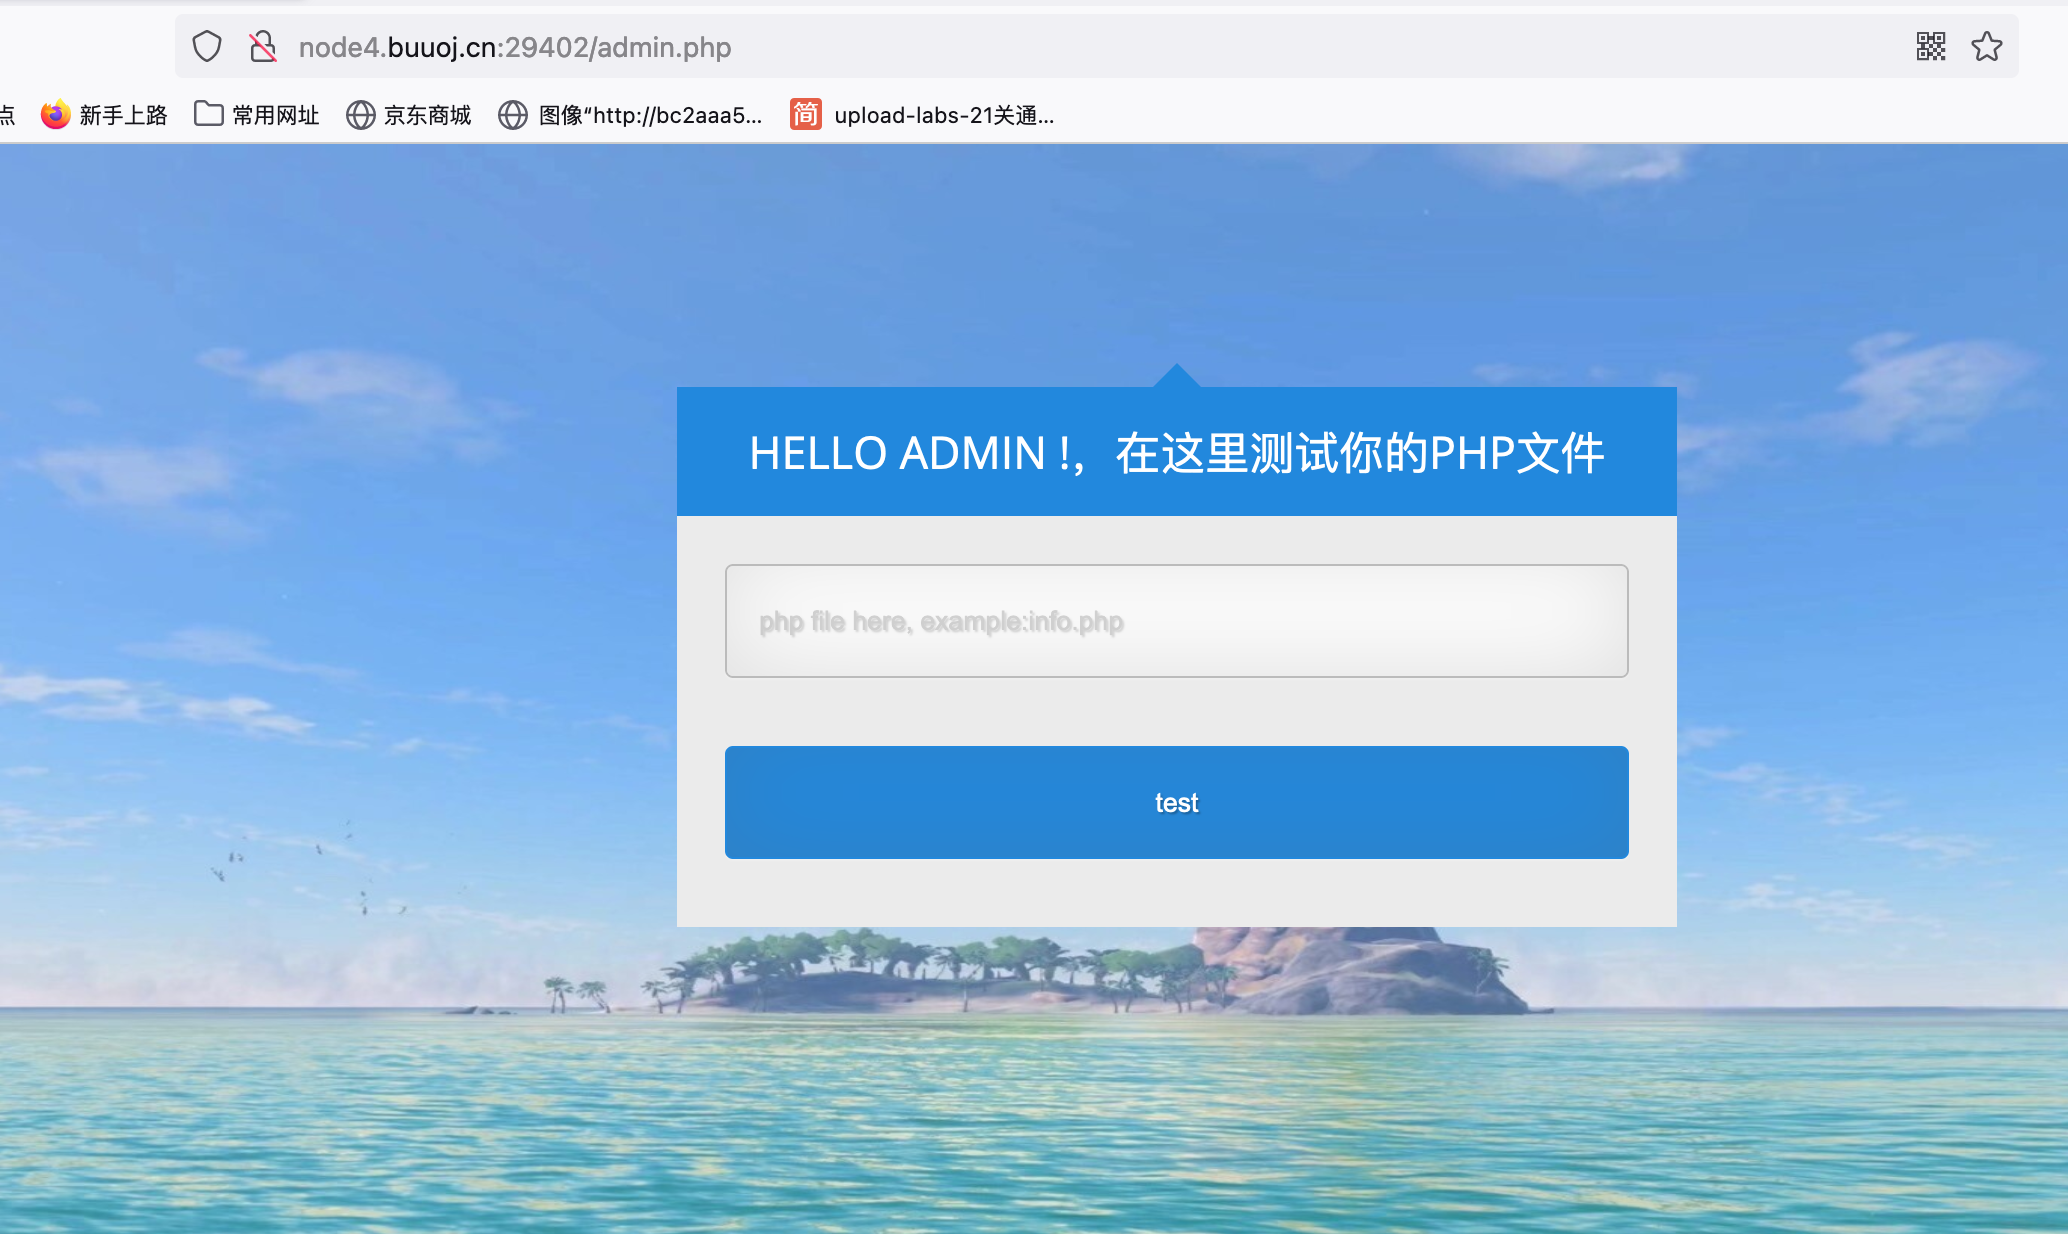 node4.buuoj.cn:29402/admin.php
点 新手上路 常用网址 京东商城 图像“http://bc2aaa5... 简 upload-labs-21关通...
HELLO ADMIN !，在这里测试你的PHP文件
php file here, example:info.php
test